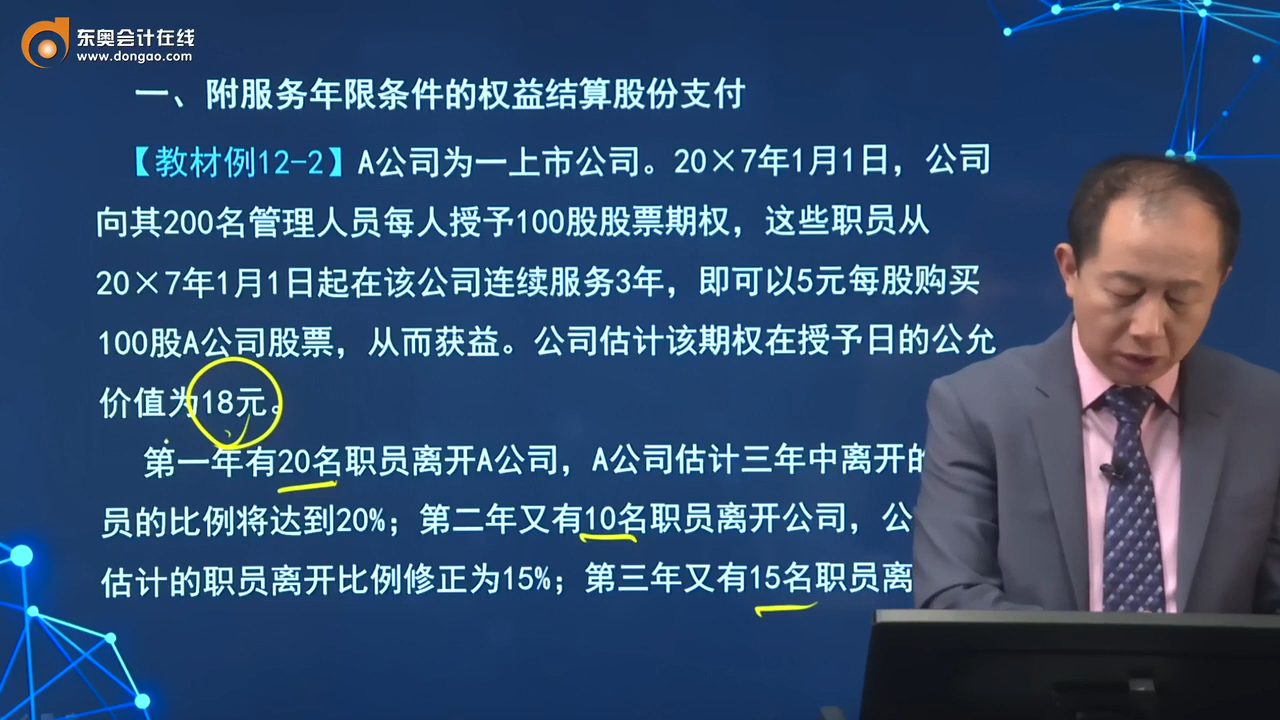 东奥会计在线
www.dongao.com
一、附服务年限条件的权益结算股份支付
【教材例12-2】A公司为一上市公司。20×7年1月1日，公司
向其200名管理人员每人授予100股股票期权，这些职员从
20×7年1月1日起在该公司连续服务3年，即可以5元每股购买
100股A公司股票，从而获益。公司估计该期权在授予日的公允
价值为18元。
第一年有20名职员离开A公司，A公司估计三年中离开的
员的比例将达到20%；第二年又有10名职员离开公司，公
估计的职员离开比例修正为15%；第三年又有15名职员离